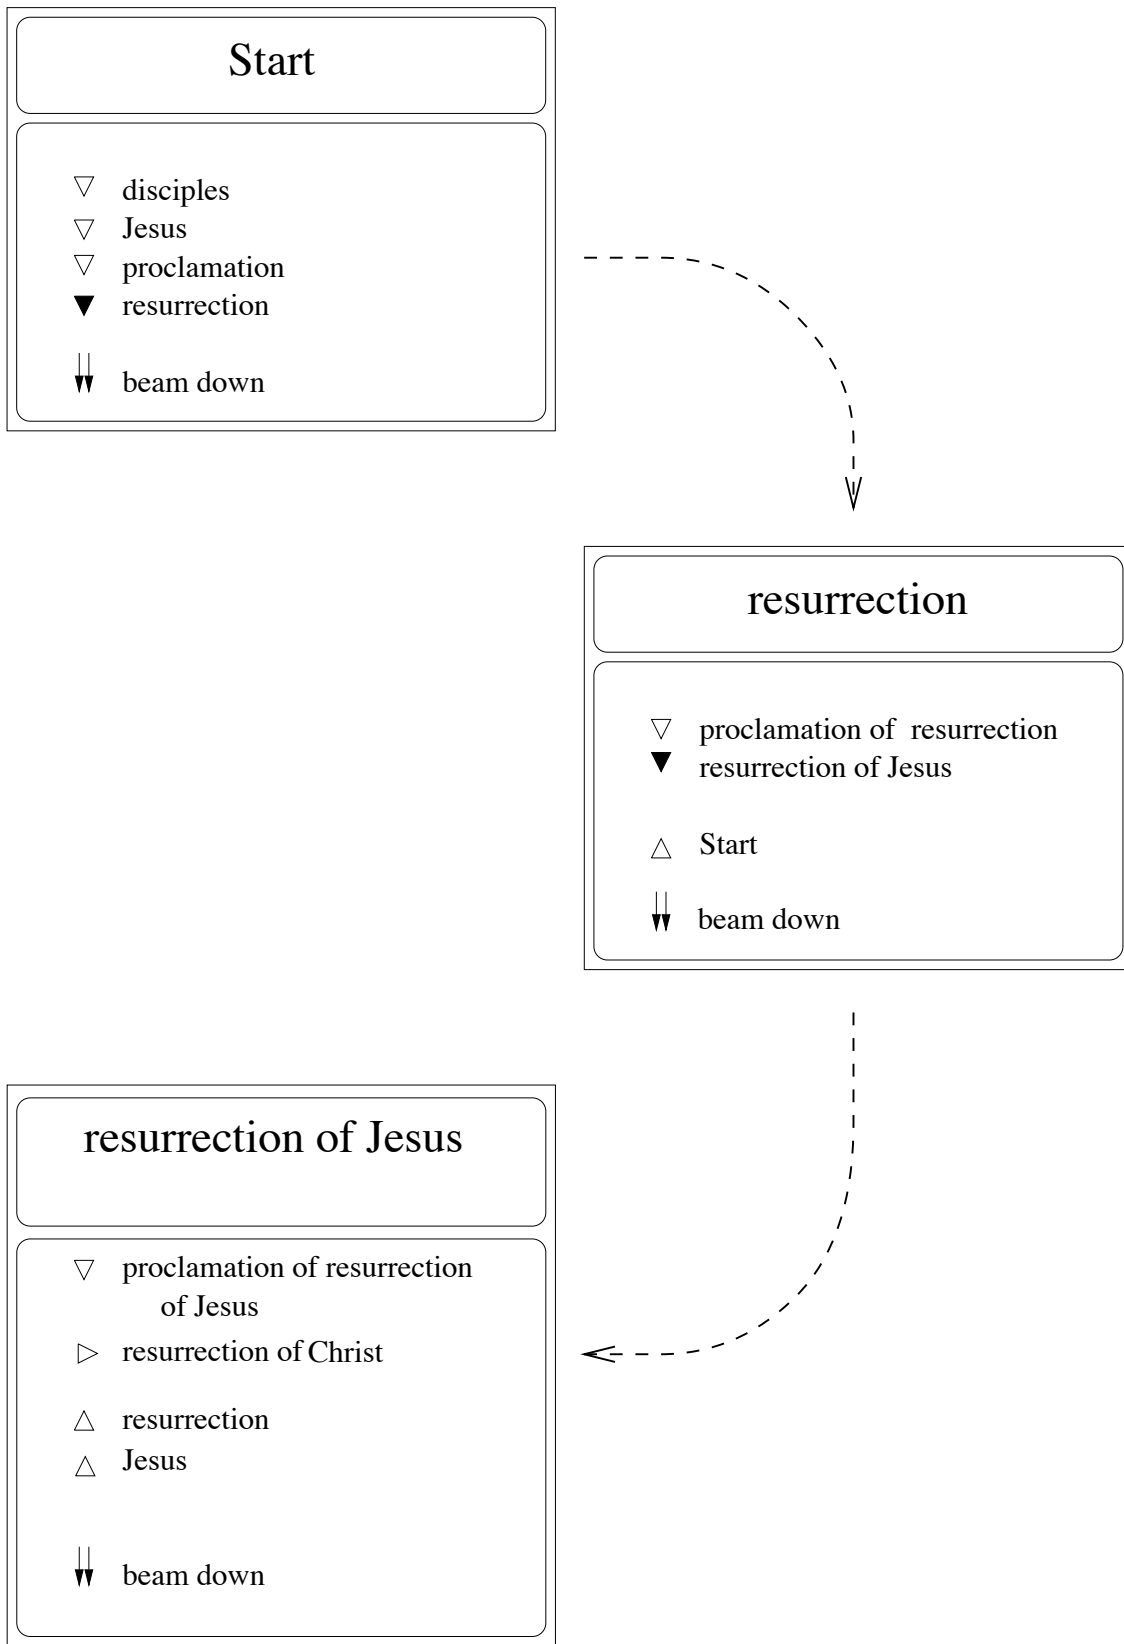 Start
disciples
Jesus
proclamation
resurrection
beam down
resurrection
proclamation of resurrection
resurrection of Jesus
Start
beam down
resurrection of Jesus
proclamation of resurrection
of Jesus
resurrection of Christ
resurrection
Jesus
beam down